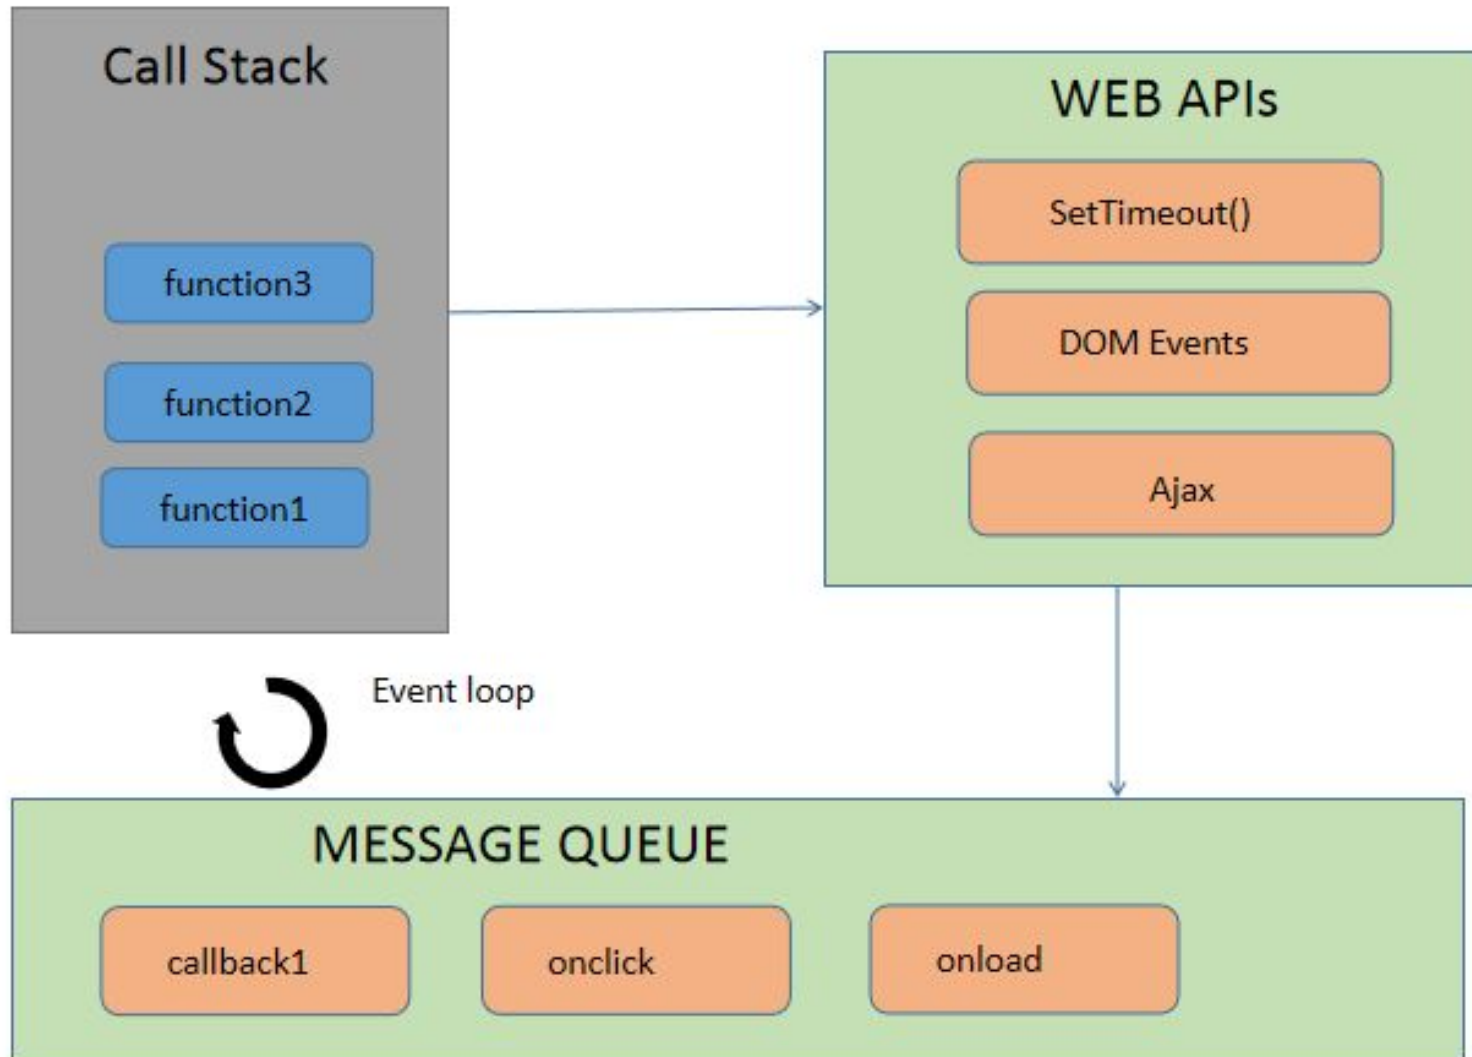 Call Stack
function3
function2
function1
WEB APIs
SetTimeout()
DOM Events
Ajax
Event loop
MESSAGE QUEUE
callback1
onclick
onload